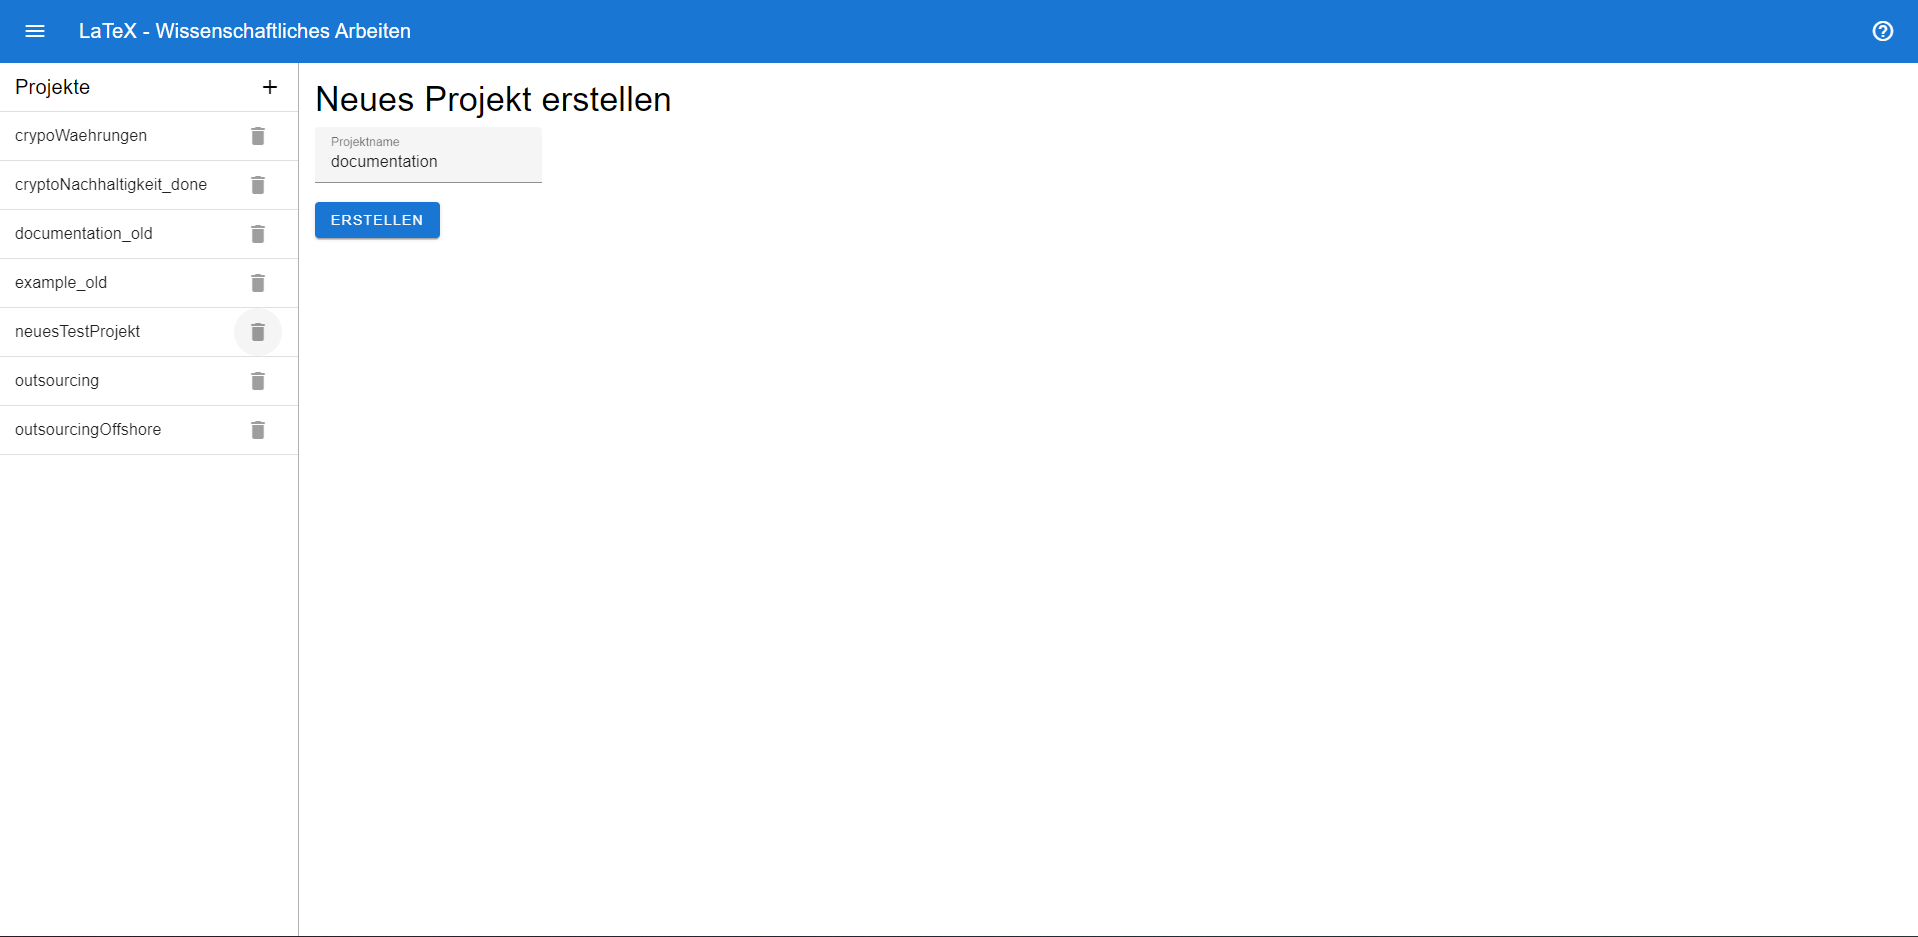 LaTeX - Wissenschaftliches Arbeiten
Projekte
crypoWaehrungen
cryptoNachhaltigkeit_done
documentation_old
example_old
neuesTestProjekt
outsourcing
outsourcingOffshore
Neues Projekt erstellen
Projektname
documentation
ERSTELLEN